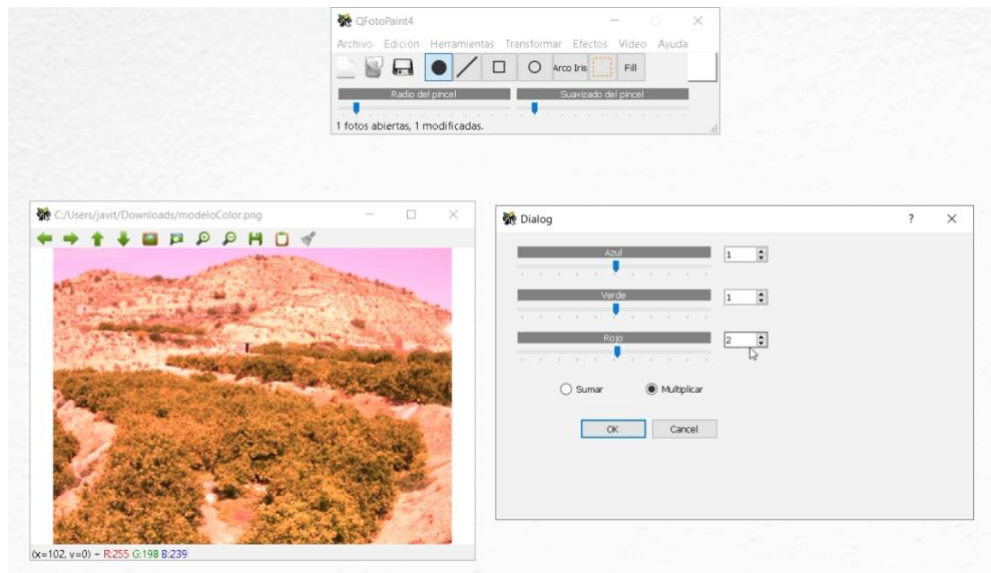 QFotoPaint4
Archivo Edición Herramientas Transformar Efectos Video Ayuda
Arco Iris Fill
Radio del pincel Suavizado del pincel
1 fotos abiertas, 1 modificadas.
C:/Users/javit/Downloads/modeloColor.png
(x=102, y=0) ~ R:255 G:198 B:239
Dialog ?
Azul
1
Verde
1
Rojo
2
Sumar Multiplicar
OK Cancel